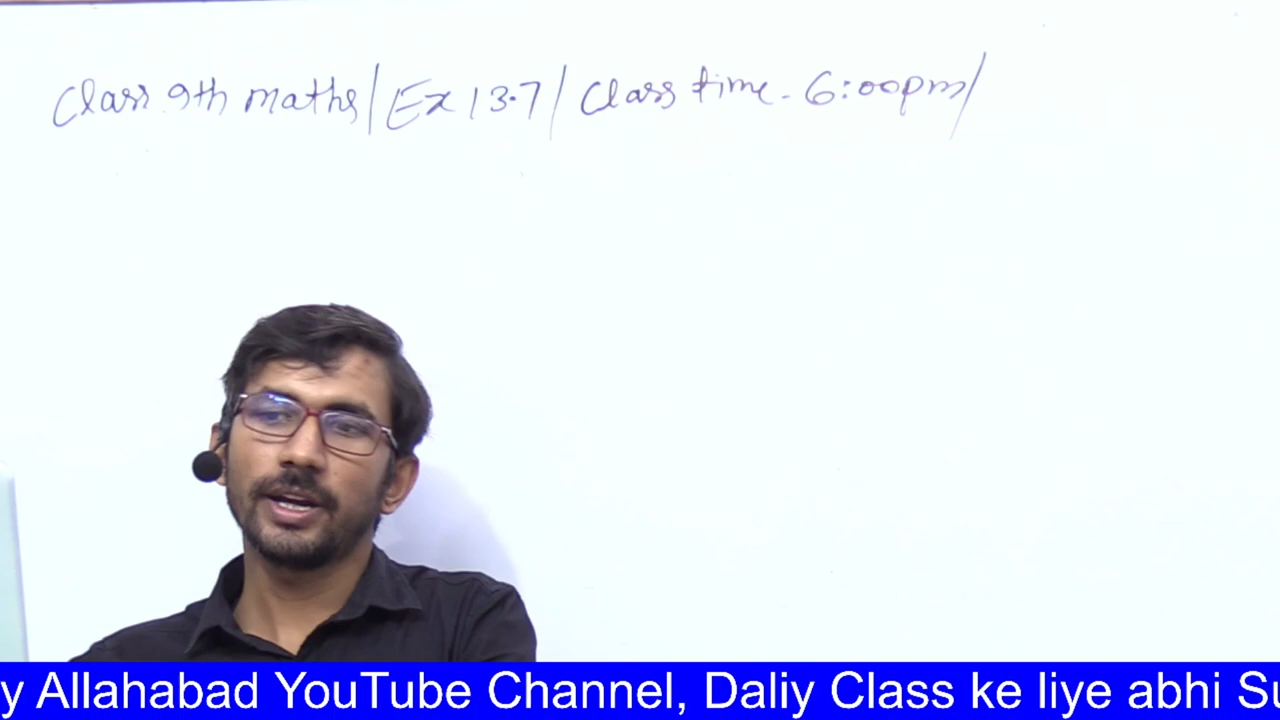 Class 9th maths/Ex 13.7/Class time - 6:00pm/
y Allahabad YouTube Channel, Daliy Class ke liye abhi Su